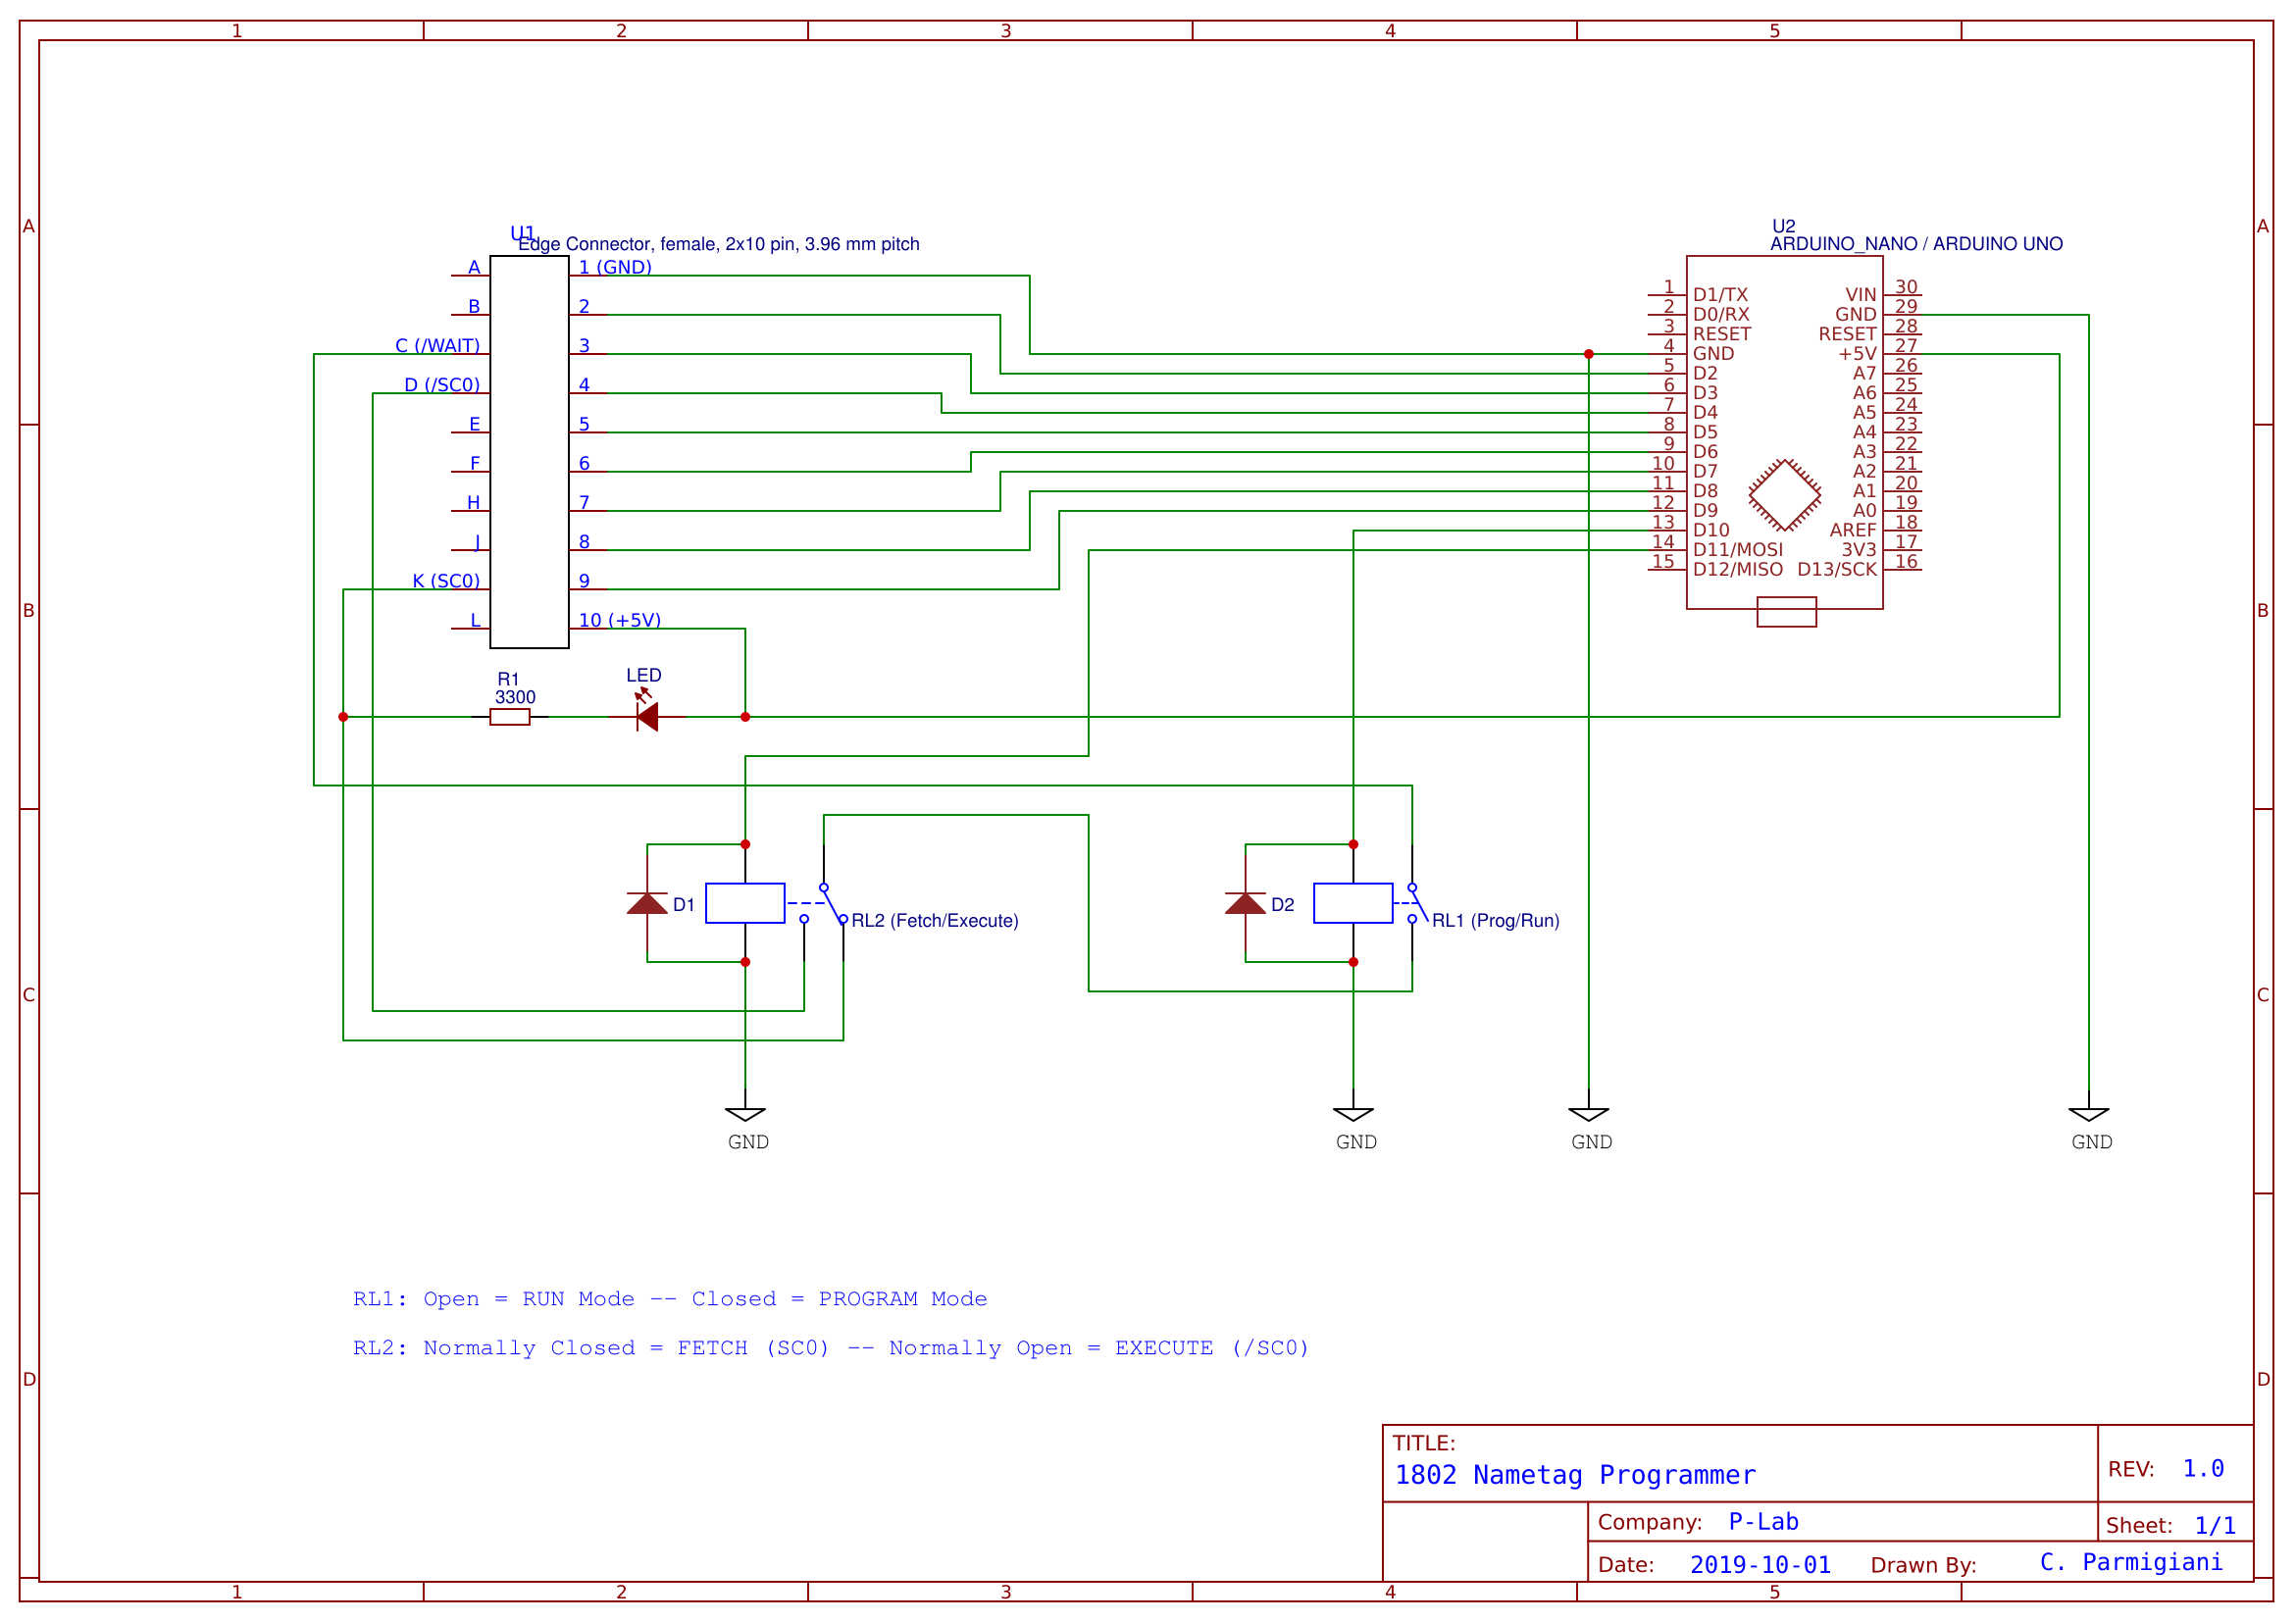 1 2 3 4 5
A A
B B
C C
D D
U1
Edge Connector, female, 2x10 pin, 3.96 mm pitch
A 1 (GND)
B 2
C (/WAIT) 3
D (/SC0) 4
E 5
F 6
H 7
J 8
K (SC0) 9
L 10 (+5V)
U2
ARDUINO_NANO / ARDUINO UNO
1 D1/TX VIN 30
2 D0/RX GND 29
3 RESET RESET 28
4 GND +5V 27
5 D2 A7 26
6 D3 A6 25
7 D4 A5 24
8 D5 A4 23
9 D6 A3 22
10 D7 A2 21
11 D8 A1 20
12 D9 A0 19
13 D10 AREF 18
14 D11/MOSI 3V3 17
15 D12/MISO D13/SCK 16
R1
3300
LED
D1
RL2 (Fetch/Execute)
D2
RL1 (Prog/Run)
GND GND GND GND
RL1: Open = RUN Mode -- Closed = PROGRAM Mode
RL2: Normally Closed = FETCH (SC0) -- Normally Open = EXECUTE (/SC0)
TITLE:
1802 Nametag Programmer
REV: 1.0
Company: P-Lab
Sheet: 1/1
Date: 2019-10-01 Drawn By: C. Parmigiani
1 2 3 4 5